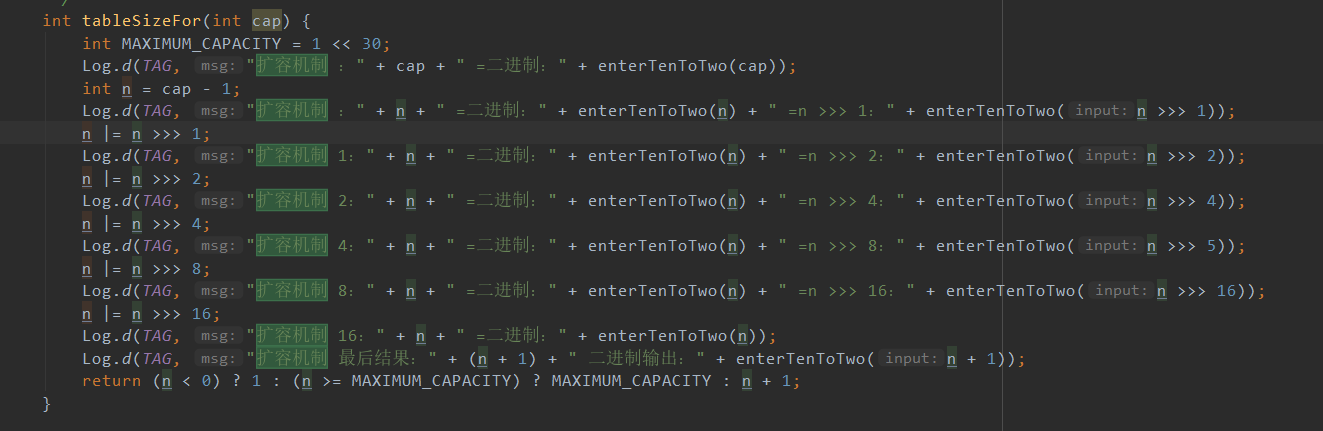 int tableSizeFor(int cap) {
int MAXIMUM_CAPACITY = 1 << 30;
Log.d(TAG, msg: "扩容机制 ：" + cap + " =二进制：" + enterTenToTwo(cap));
int n = cap - 1;
Log.d(TAG, msg: "扩容机制 ：" + n + " =二进制：" + enterTenToTwo(n) + " =n >>> 1：" + enterTenToTwo( input: n >>> 1));
n |= n >>> 1;
Log.d(TAG, msg: "扩容机制 1：" + n + " =二进制：" + enterTenToTwo(n) + " =n >>> 2：" + enterTenToTwo( input: n >>> 2));
n |= n >>> 2;
Log.d(TAG, msg: "扩容机制 2：" + n + " =二进制：" + enterTenToTwo(n) + " =n >>> 4：" + enterTenToTwo( input: n >>> 4));
n |= n >>> 4;
Log.d(TAG, msg: "扩容机制 4：" + n + " =二进制：" + enterTenToTwo(n) + " =n >>> 8：" + enterTenToTwo( input: n >>> 5));
n |= n >>> 8;
Log.d(TAG, msg: "扩容机制 8：" + n + " =二进制：" + enterTenToTwo(n) + " =n >>> 16：" + enterTenToTwo( input: n >>> 16));
n |= n >>> 16;
Log.d(TAG, msg: "扩容机制 16：" + n + " =二进制：" + enterTenToTwo(n));
Log.d(TAG, msg: "扩容机制 最后结果：" + (n + 1) + " 二进制输出：" + enterTenToTwo( input: n + 1));
return (n < 0) ? 1 : (n >= MAXIMUM_CAPACITY) ? MAXIMUM_CAPACITY : n + 1;
}